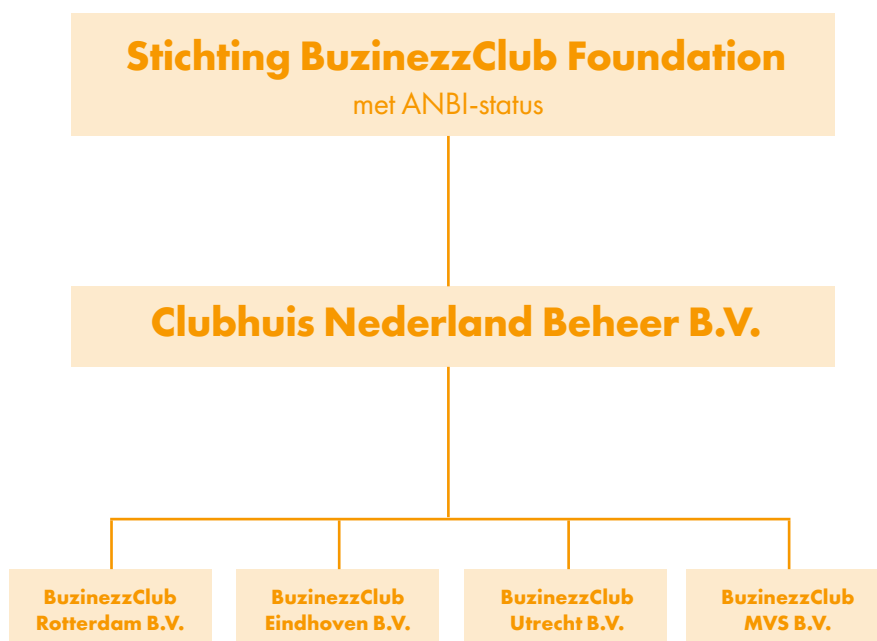 Stichting BuzinezzClub Foundation
met ANBI-status
Clubhuis Nederland Beheer B.V.
BuzinezzClub
Rotterdam B.V.
BuzinezzClub
Eindhoven B.V.
BuzinezzClub
Utrecht B.V.
BuzinezzClub
MVS B.V.